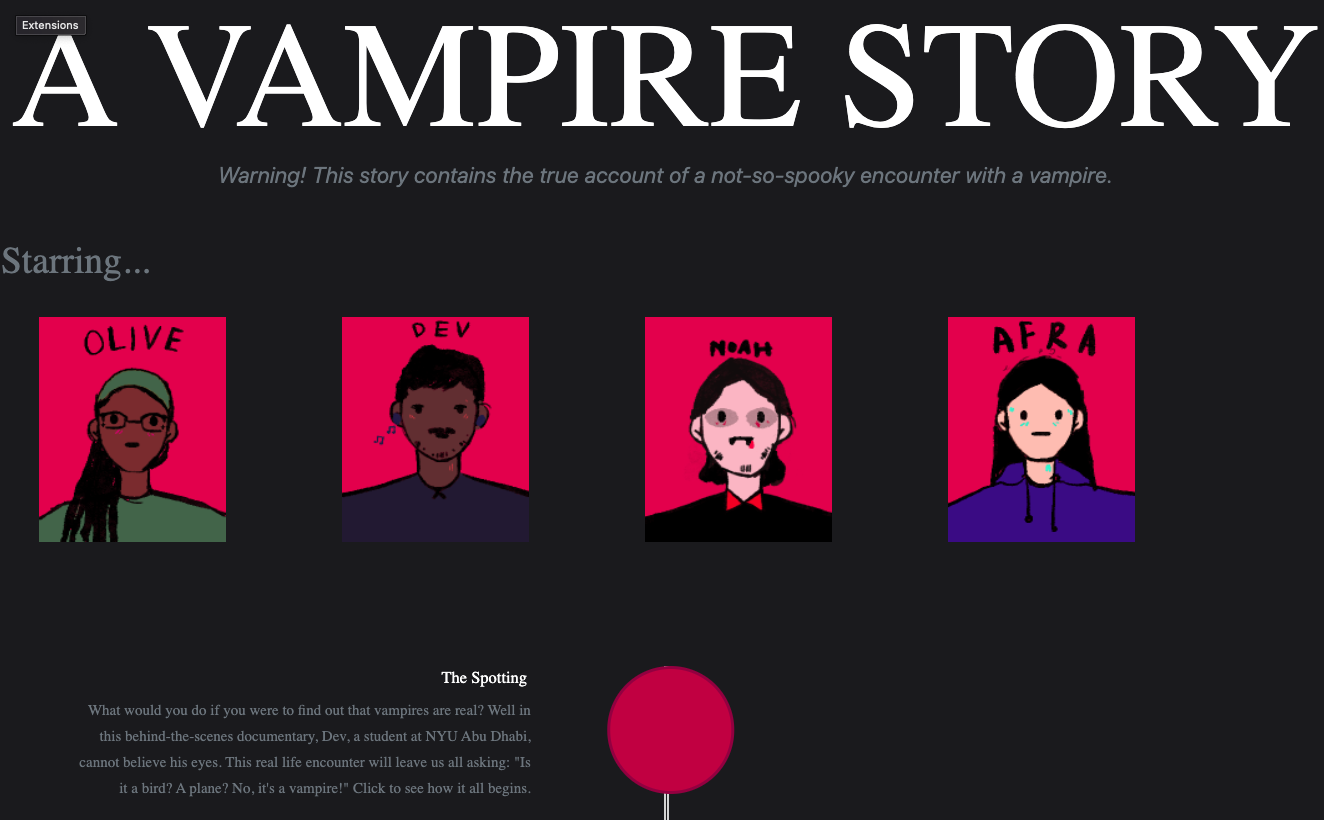 Extensions
A VAMPIRE STORY
Warning! This story contains the true account of a not-so-spooky encounter with a vampire.
Starring...
OLIVE
DEV
NOAH
AFRA
The Spotting
What would you do if you were to find out that vampires are real? Well in
this behind-the-scenes documentary, Dev, a student at NYU Abu Dhabi,
cannot believe his eyes. This real life encounter will leave us all asking: "Is
it a bird? A plane? No, it's a vampire!" Click to see how it all begins.